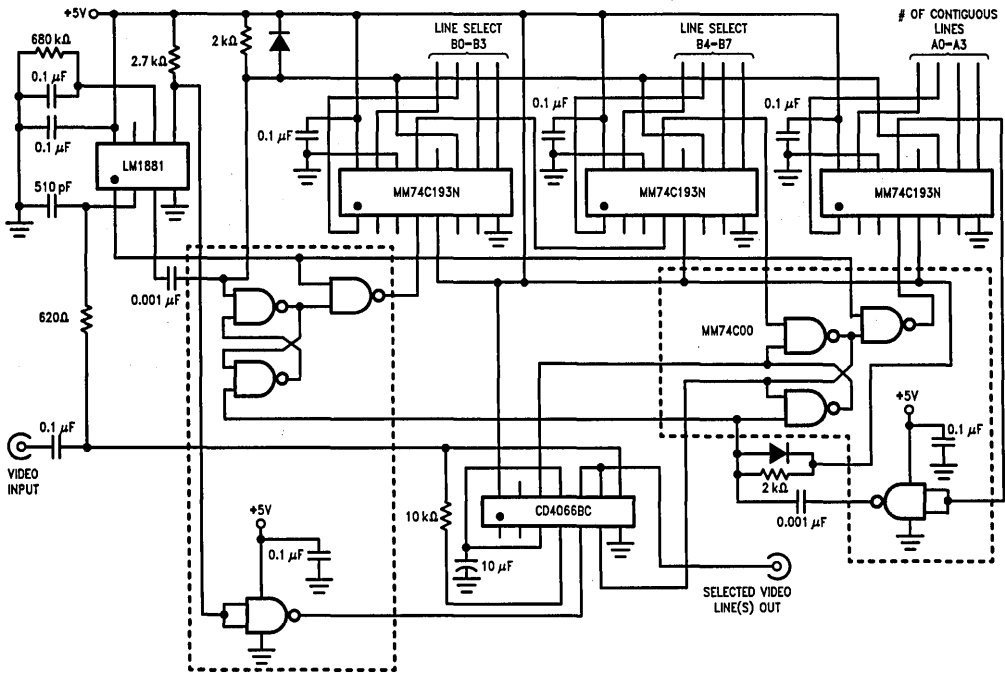 +5V
680 kΩ
0.1 µF
0.1 µF
510 pF
2.7 kΩ
2 kΩ
LINE SELECT
B0–B3
LINE SELECT
B4–B7
# OF CONTIGUOUS
LINES
A0–A3
0.1 µF
0.1 µF
0.1 µF
LM1881
MM74C193N
MM74C193N
MM74C193N
0.001 µF
620Ω
MM74C00
+5V
0.1 µF
0.1 µF
VIDEO
INPUT
2 kΩ
0.001 µF
10 kΩ
CD4066BC
+5V
0.1 µF
10 µF
SELECTED VIDEO
LINE(S) OUT